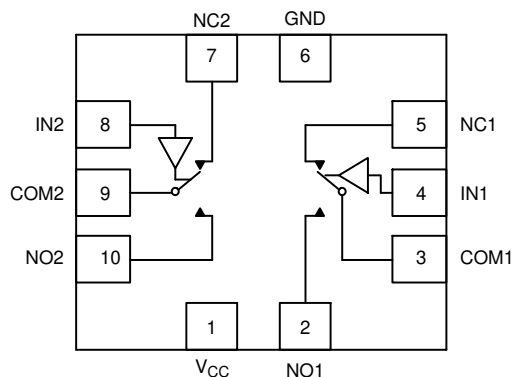 NC2 GND
7 6
IN2 8 5 NC1
COM2 9 4 IN1
NO2 10 3 COM1
1 2
VCC NO1